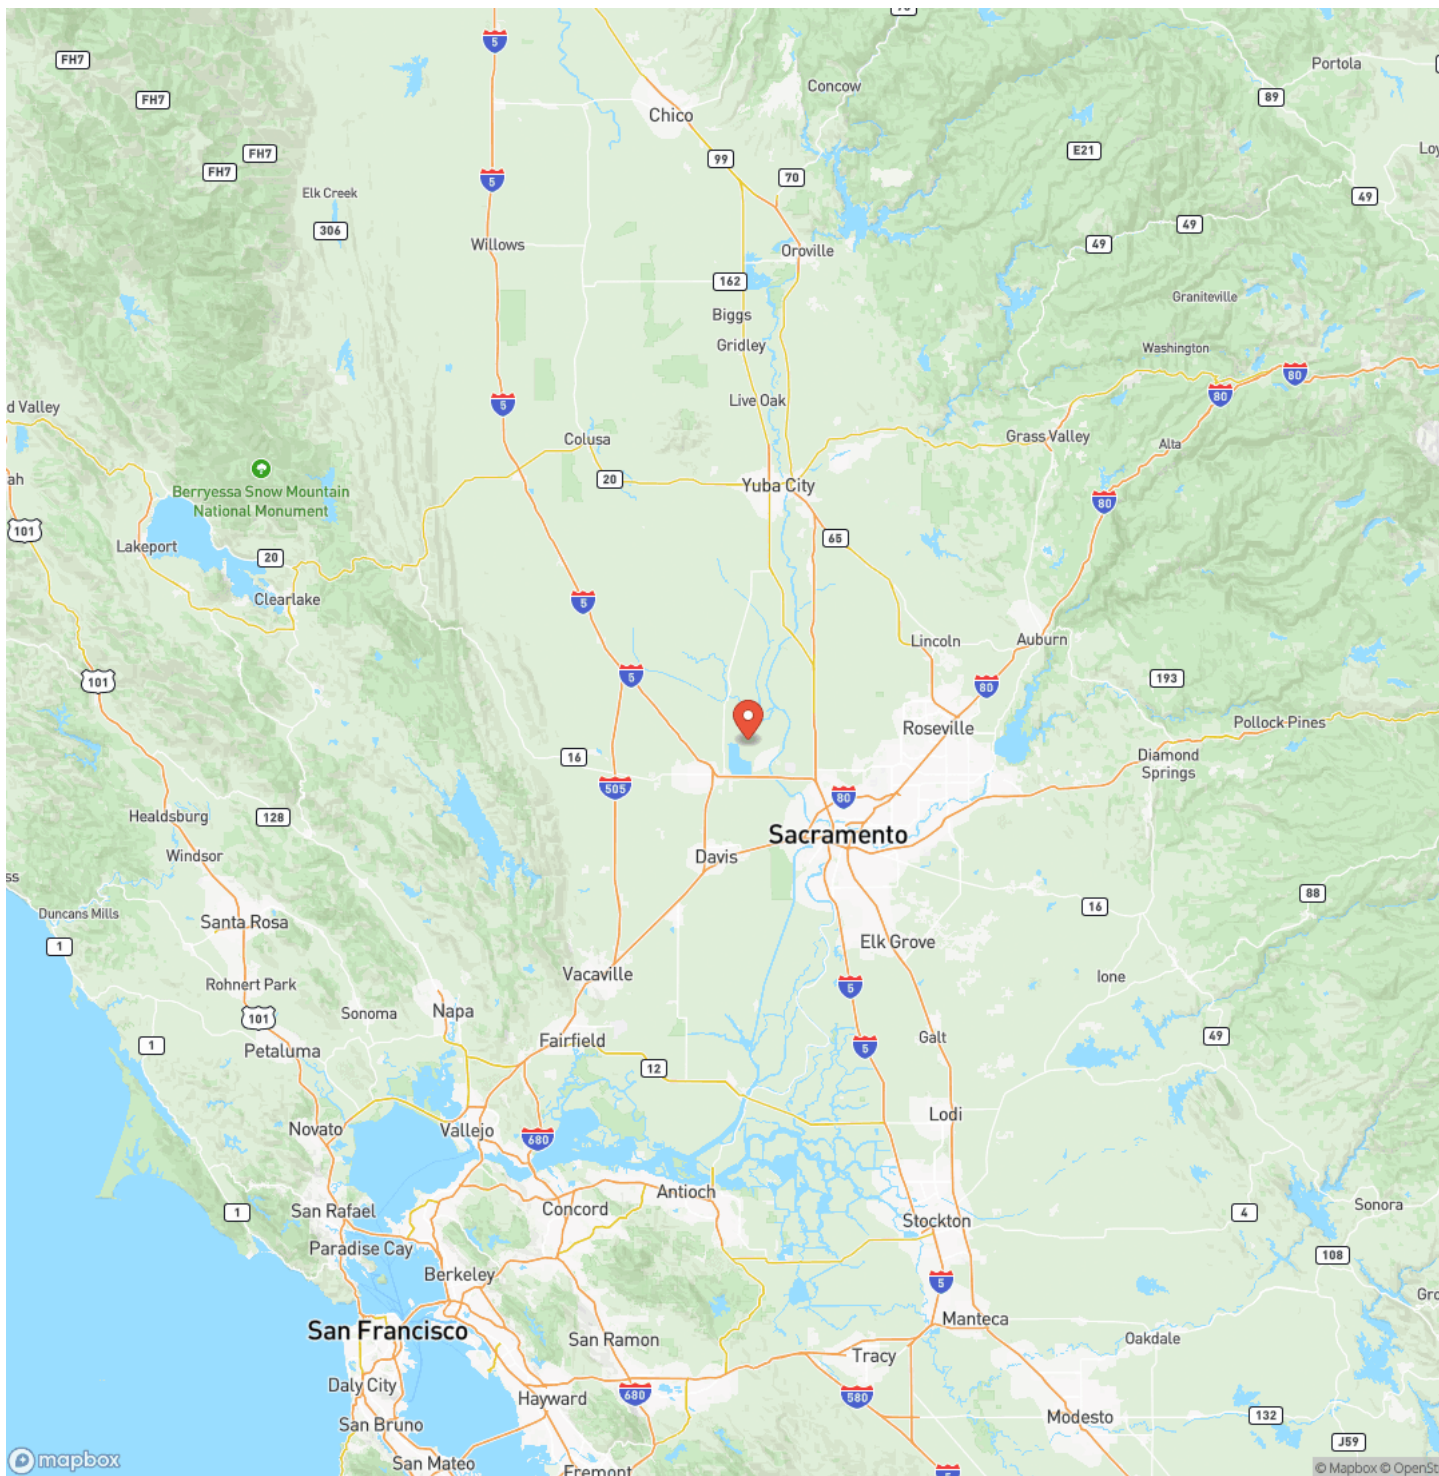 70
5
FH7
Portola
Concow
89
FH7
Chico
E21
Loy
FH7
99
FH7
5
70
Elk Creek
49
49
306
49
Willows
Oroville
162
Graniteville
Biggs
Gridley
Washington
80
80
5
Live Oak
d Valley
Colusa
Grass Valley
Alta
20
ah
Yuba City
Berryessa Snow Mountain
National Monument
80
101
65
Lakeport
20
Clearlake
5
Lincoln
Auburn
5
101
80
193
Roseville
Pollock Pines
16
Diamond
Springs
505
80
Healdsburg
128
Sacramento
Windsor
Davis
ss
88
Duncans Mills
Santa Rosa
16
1
Elk Grove
Vacaville
Ione
Rohnert Park
5
Sonoma
Napa
101
49
Galt
Petaluma
1
Fairfield
5
12
Lodi
Novato
Vallejo
680
Antioch
Sonora
San Rafael
1
Concord
4
Stockton
Paradise Cay
108
Berkeley
5
Gro
Manteca
San Francisco
San Ramon
Oakdale
Tracy
Daly City
Hayward
680
580
Modesto
132
San Bruno
J59
mapbox
San Mateo
Fremont
5
© Mapbox © OpenSt